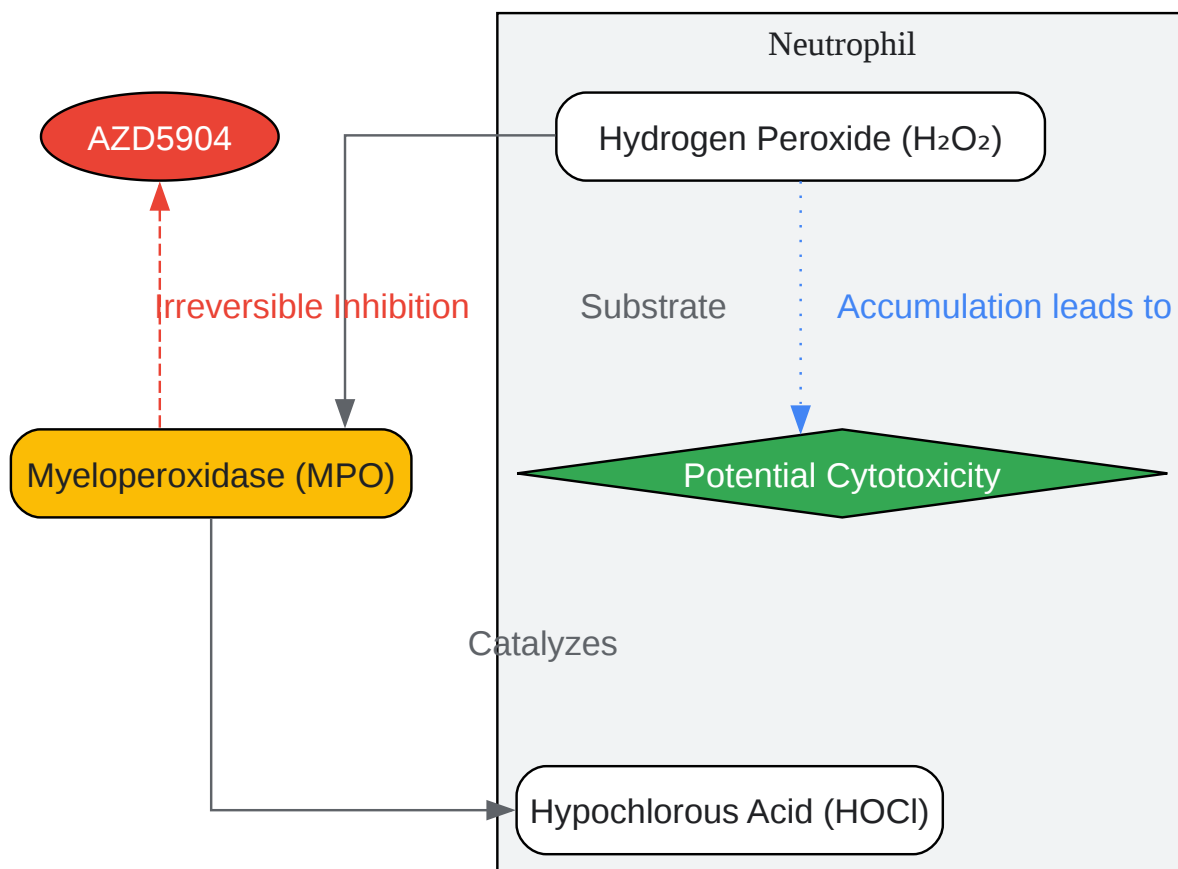 Neutrophil
AZD5904
Hydrogen Peroxide (H₂O₂)
Irreversible Inhibition
Substrate
Accumulation leads to
Myeloperoxidase (MPO)
Potential Cytotoxicity
Catalyzes
Hypochlorous Acid (HOCl)